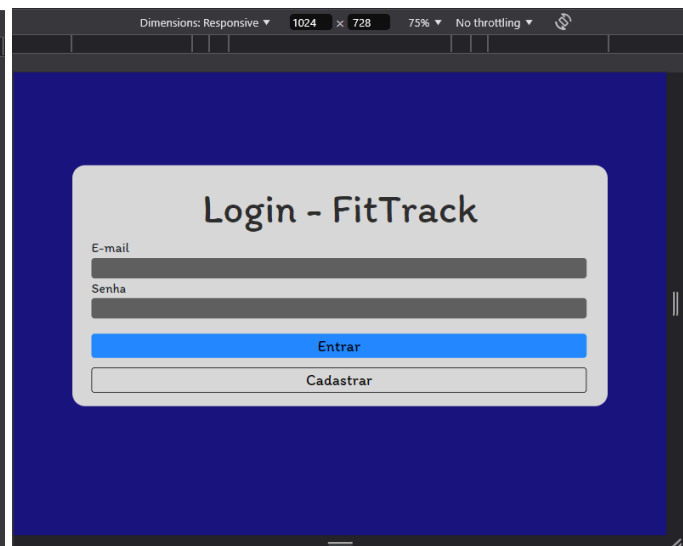 Dimensions: Responsive ▼ 1024 × 728 75% ▼ No throttling ▼
Login - FitTrack
E-mail
Senha
Entrar
Cadastrar